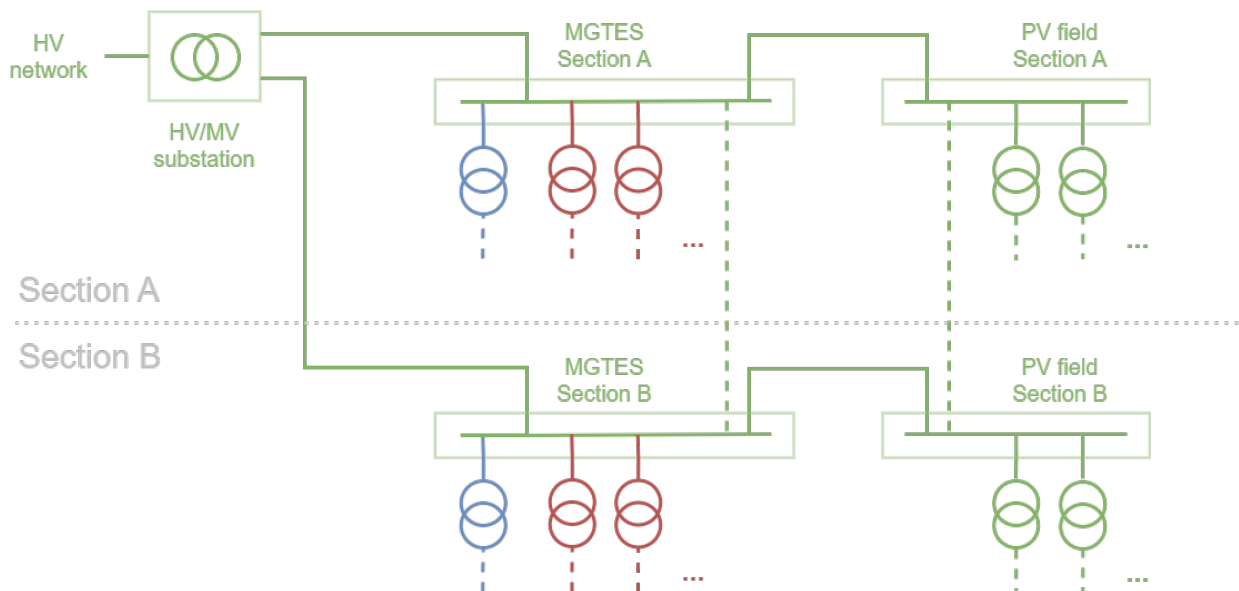 HV
network
HV/MV
substation
MGTES
Section A
PV field
Section A
...
...
Section A
Section B
MGTES
Section B
PV field
Section B
...
...